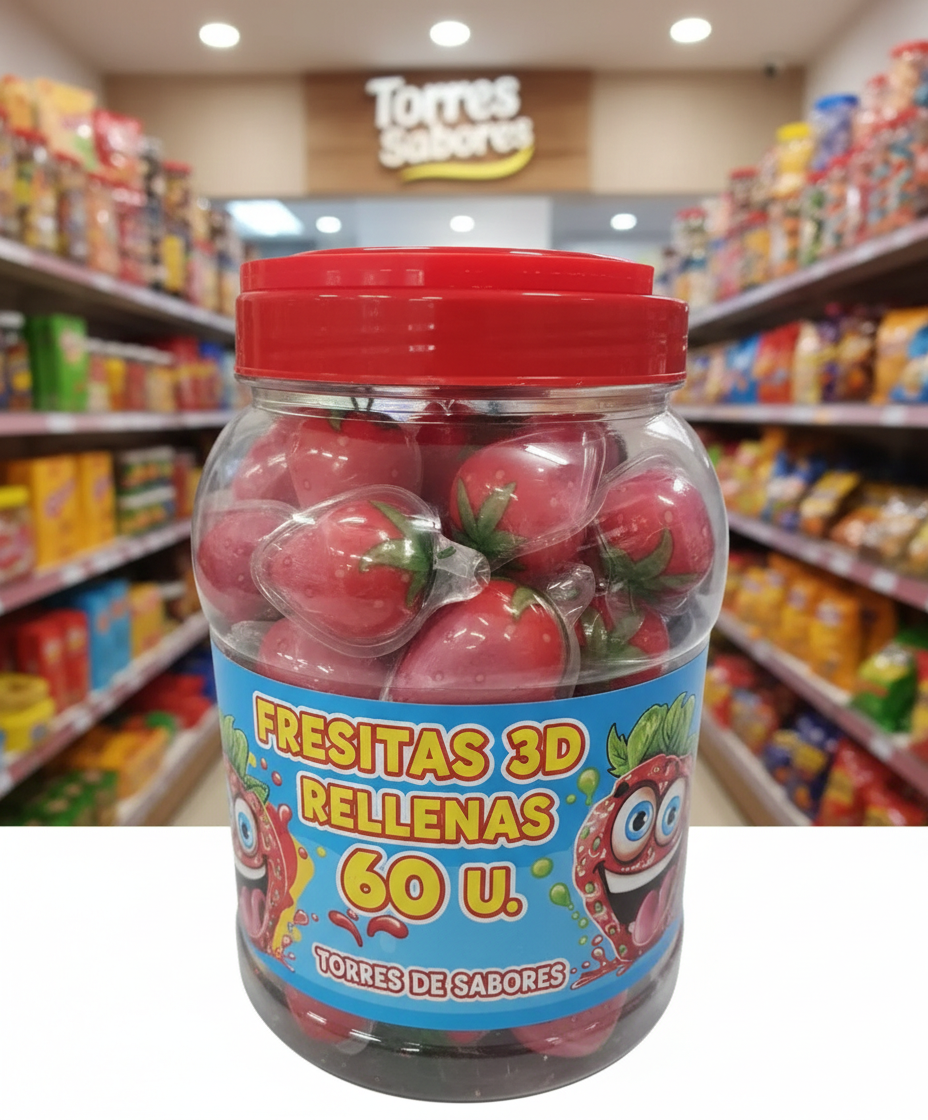 Torres
Sabores
FRESITAS 3D
RELLENAS
60 U.
TORRES DE SABORES